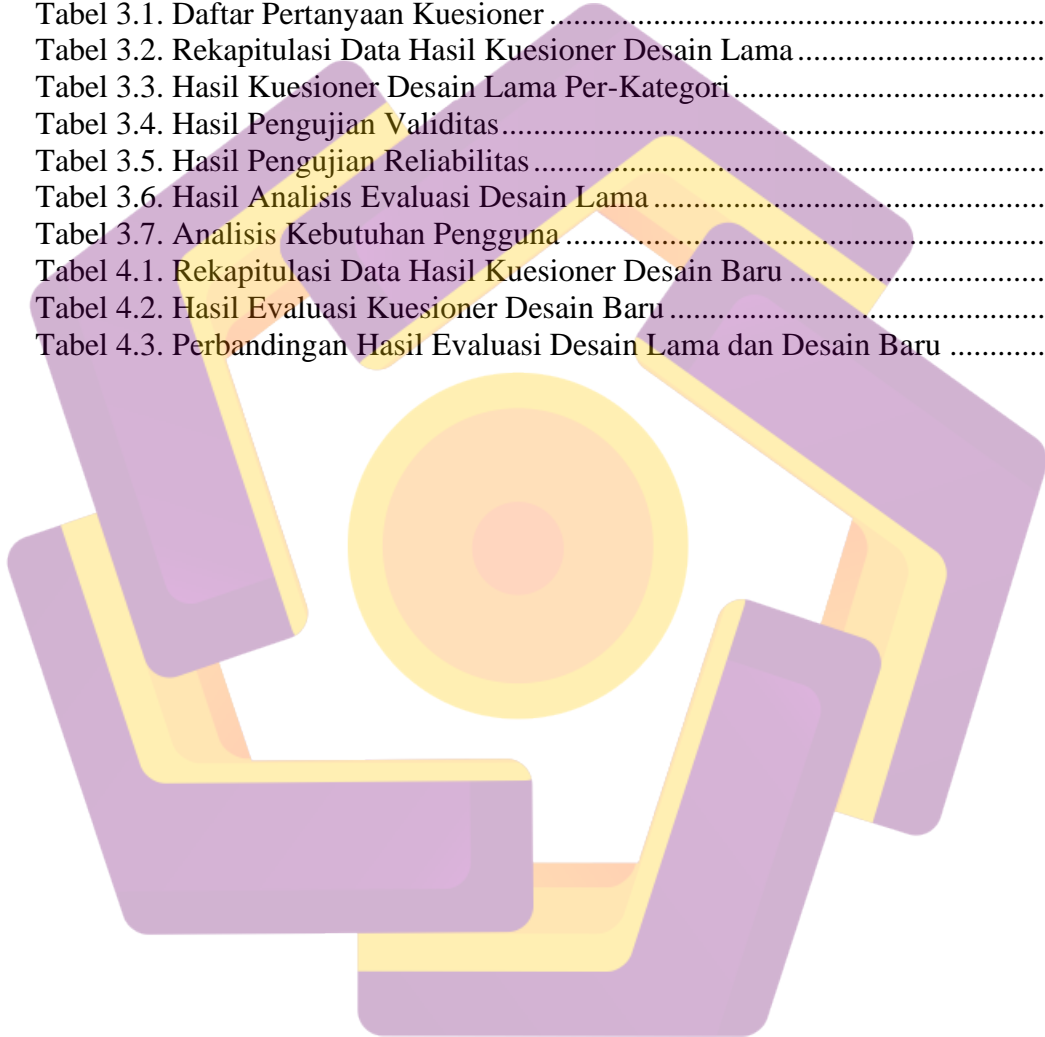 Tabel 3.1. Daftar Pertanyaan Kuesioner ............................................................
Tabel 3.2. Rekapitulasi Data Hasil Kuesioner Desain Lama ..............................
Tabel 3.3. Hasil Kuesioner Desain Lama Per-Kategori......................................
Tabel 3.4. Hasil Pengujian Validitas..................................................................
Tabel 3.5. Hasil Pengujian Reliabilitas..............................................................
Tabel 3.6. Hasil Analisis Evaluasi Desain Lama ...............................................
Tabel 3.7. Analisis Kebutuhan Pengguna ..........................................................
Tabel 4.1. Rekapitulasi Data Hasil Kuesioner Desain Baru ...............................
Tabel 4.2. Hasil Evaluasi Kuesioner Desain Baru ..............................................
Tabel 4.3. Perbandingan Hasil Evaluasi Desain Lama dan Desain Baru ............